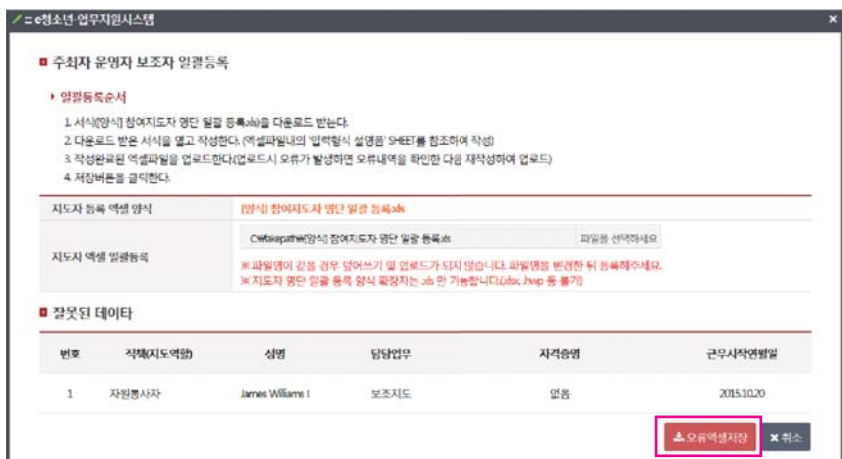 :: e청소년-업무지원시스템
주최자 운영자 보조자 일괄등록
일괄등록순서
1. 서식([양식] 참여지도자 명단 일괄 등록.xls)을 다운로드 받는다.
2. 다운로드 받은 서식을 열고 작성한다. (엑셀파일내의 '입력형식 설명폼' SHEET를 참조하여 작성)
3. 작성완료된 엑셀파일을 업로드한다.(업로드시 오류가 발생하면 오류내역을 확인한 다음 재작성하여 업로드)
4. 저장버튼을 클릭한다.
지도자 등록 엑셀 양식 [양식] 참여지도자 명단 일괄 등록.xls
C:\fakepath\[양식] 참여지도자 명단 일괄 등록.xls 파일을 선택하세요
지도자 엑셀 일괄등록
※ 파일명이 같을 경우 덮어쓰기 및 업로드가 되지 않습니다. 파일명을 변경한 뒤 등록해주세요.
※ 지도자 명단 일괄 등록 양식 확장자는 .xls 만 가능합니다.(.xlsx, .hwp 등 불가)
잘못된 데이타
번호 직책(지도역할) 성명 담당업무 자격증명 근무시작연월일
1 자원봉사자 James Williams I 보조지도 없음 2015.10.20
오류엑셀저장 취소